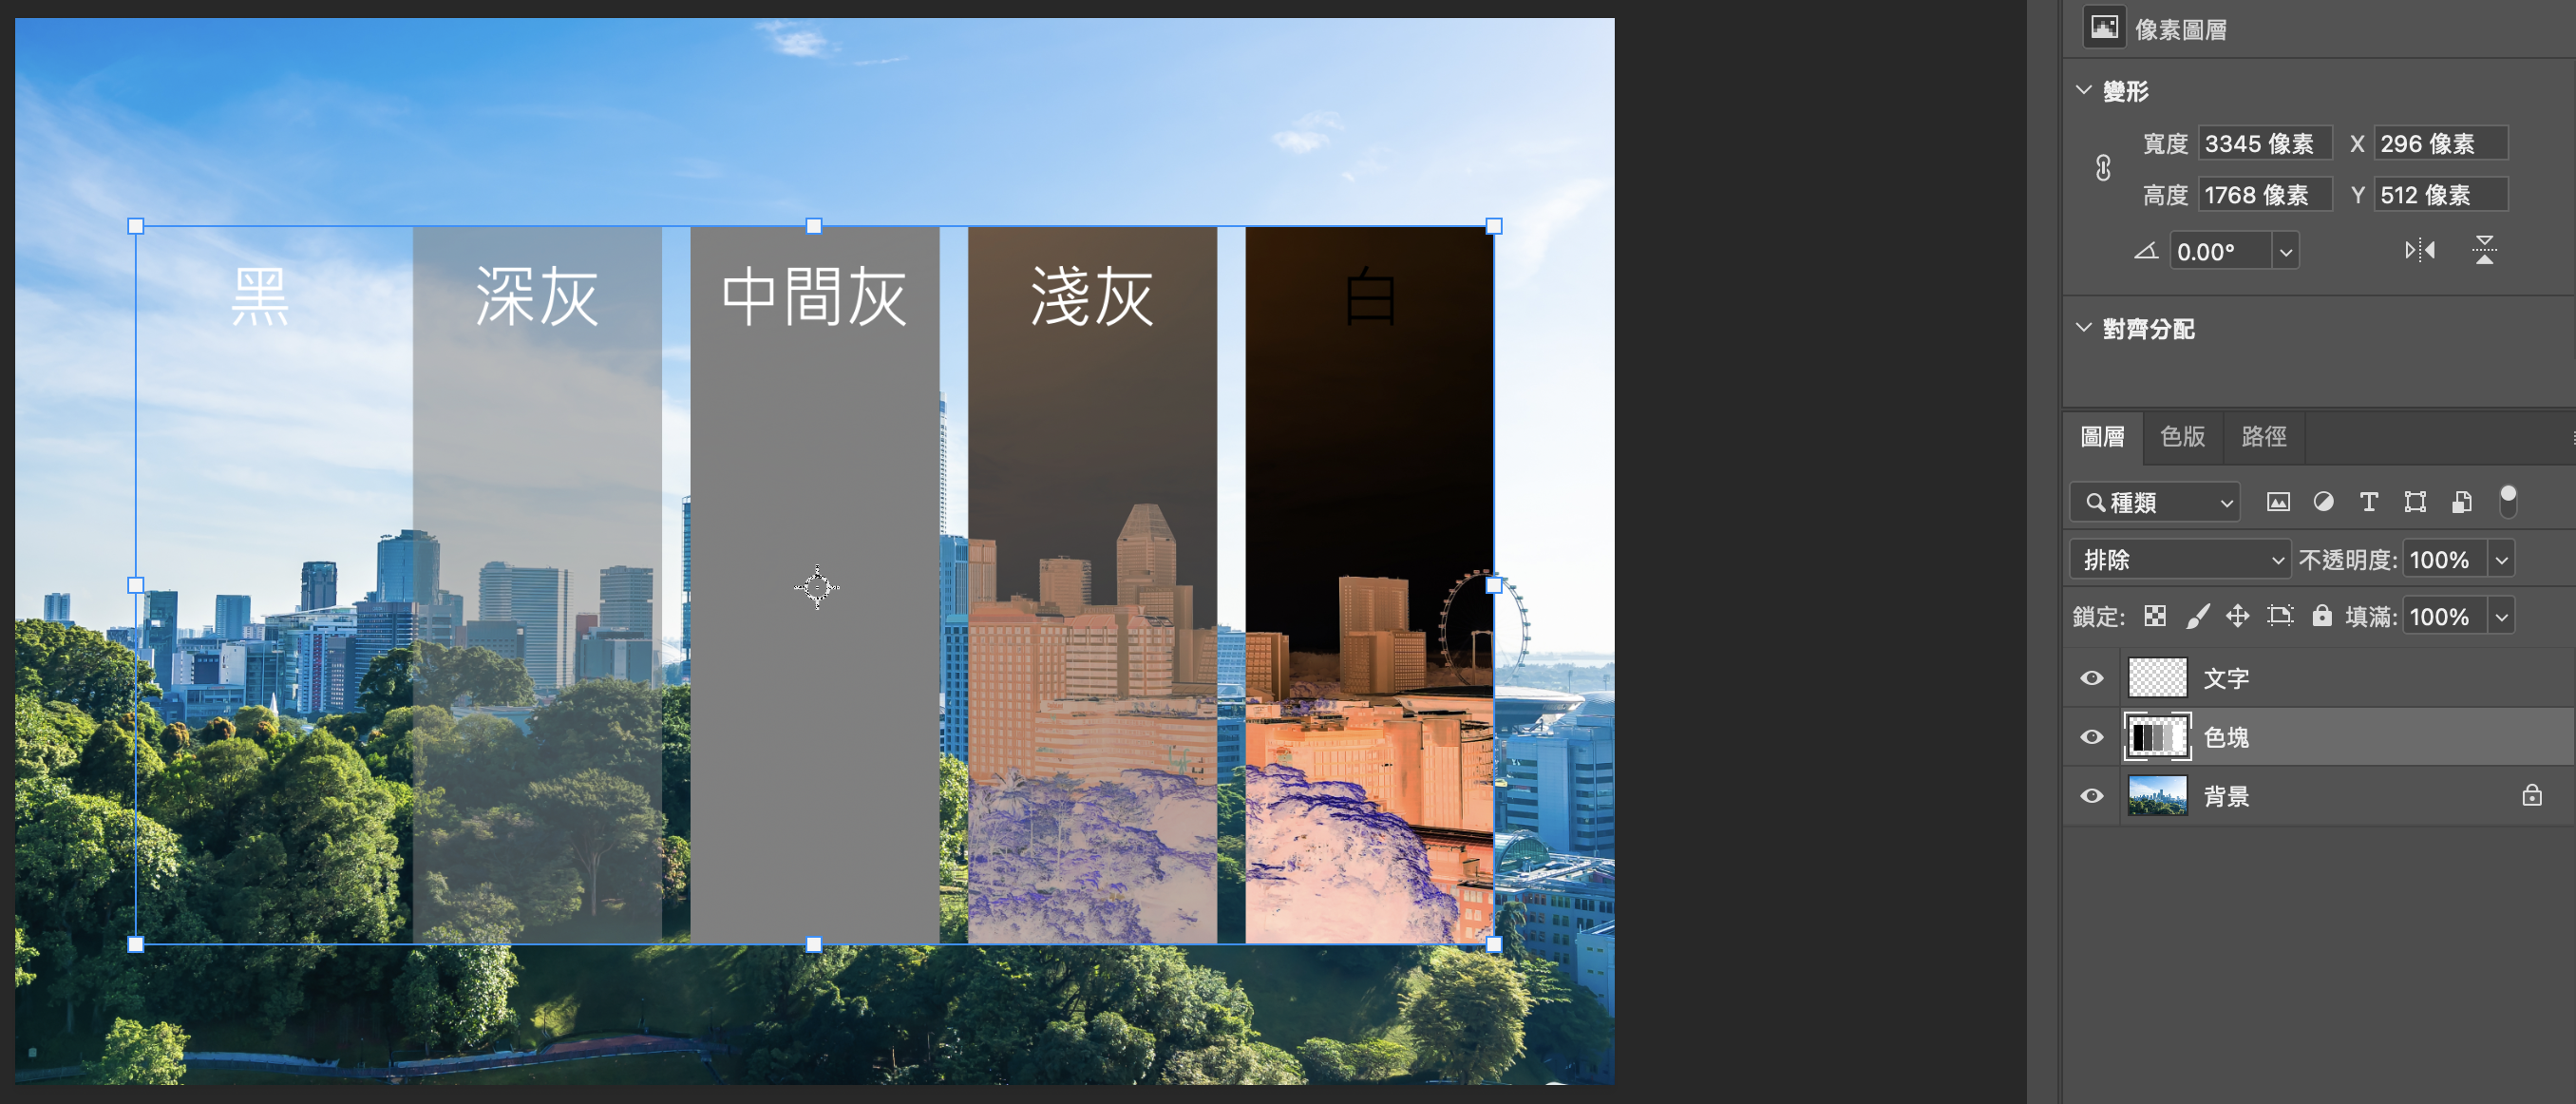 黑
深灰
中間灰
淺灰
白
像素圖層
變形
寬度 3345 像素 X 296 像素
高度 1768 像素 Y 512 像素
0.00°
對齊分配
圖層 色版 路徑
種類
排除 不透明度: 100%
鎖定: 填滿: 100%
文字
色塊
背景